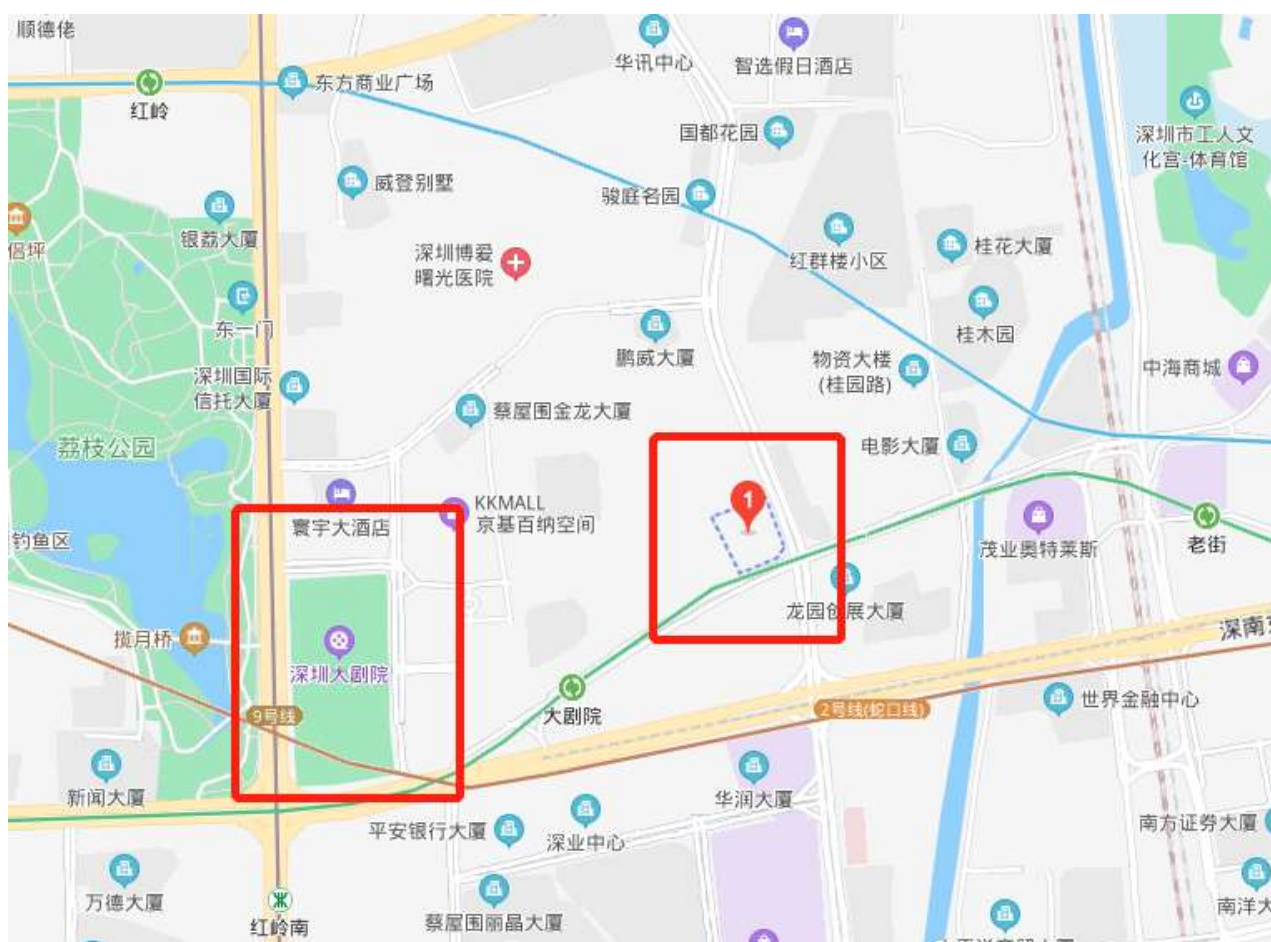 顺德佬
华讯中心
智选假日酒店
东方商业广场
红岭
国都花园
深圳市工人文
化宫-体育馆
威登别墅
骏庭名园
银荔大厦
侣坪
深圳博爱
曙光医院
红群楼小区
桂花大厦
东一门
桂木园
鹏威大厦
物资大楼
(桂园路)
中海商城
深圳国际
信托大厦
蔡屋围金龙大厦
荔枝公园
电影大厦
1
KKMALL
京基百纳空间
寰宇大酒店
钓鱼区
茂业奥特莱斯
老街
龙园创展大厦
揽月桥
深圳大剧院
深南
大剧院
9号线
2号线(蛇口线)
世界金融中心
新闻大厦
华润大厦
平安银行大厦
深业中心
南方证券大厦
万德大厦
红岭南
蔡屋围丽晶大厦
南洋大